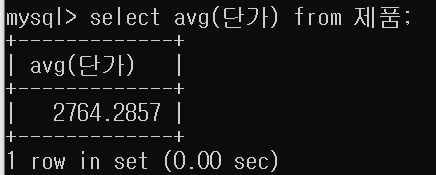 mysql> select avg(단가) from 제품;
+-------------+
| avg(단가)   |
+-------------+
|   2764.2857 |
+-------------+
1 row in set (0.00 sec)